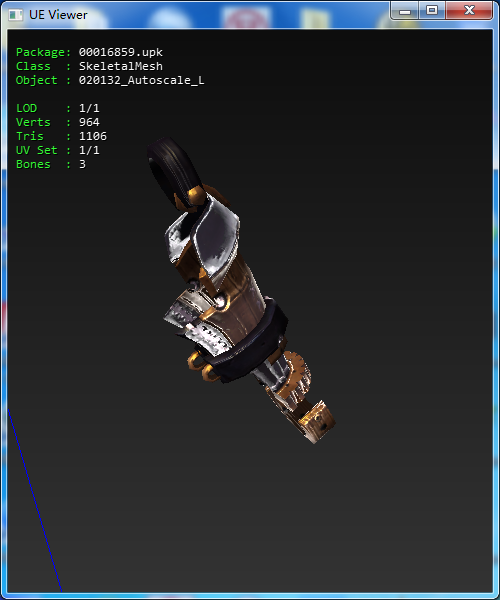 UE Viewer
Package: 00016859.upk
Class : SkeletalMesh
Object : 020132_Autoscale_L
LOD : 1/1
Verts : 964
Tris : 1106
UV Set : 1/1
Bones : 3